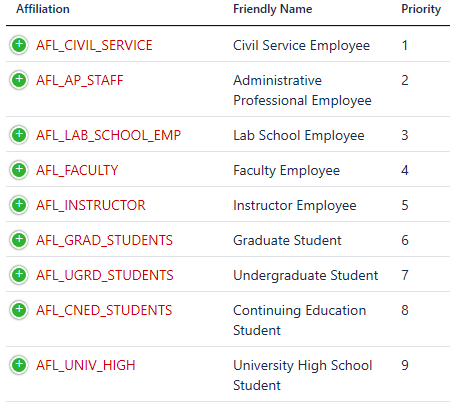 Affiliation Friendly Name Priority
AFL_CIVIL_SERVICE Civil Service Employee 1
AFL_AP_STAFF Administrative 2
Professional Employee
AFL_LAB_SCHOOL_EMP Lab School Employee 3
AFL_FACULTY Faculty Employee 4
AFL_INSTRUCTOR Instructor Employee 5
AFL_GRAD_STUDENTS Graduate Student 6
AFL_UGRD_STUDENTS Undergraduate Student 7
AFL_CNED_STUDENTS Continuing Education 8
Student
AFL_UNIV_HIGH University High School 9
Student